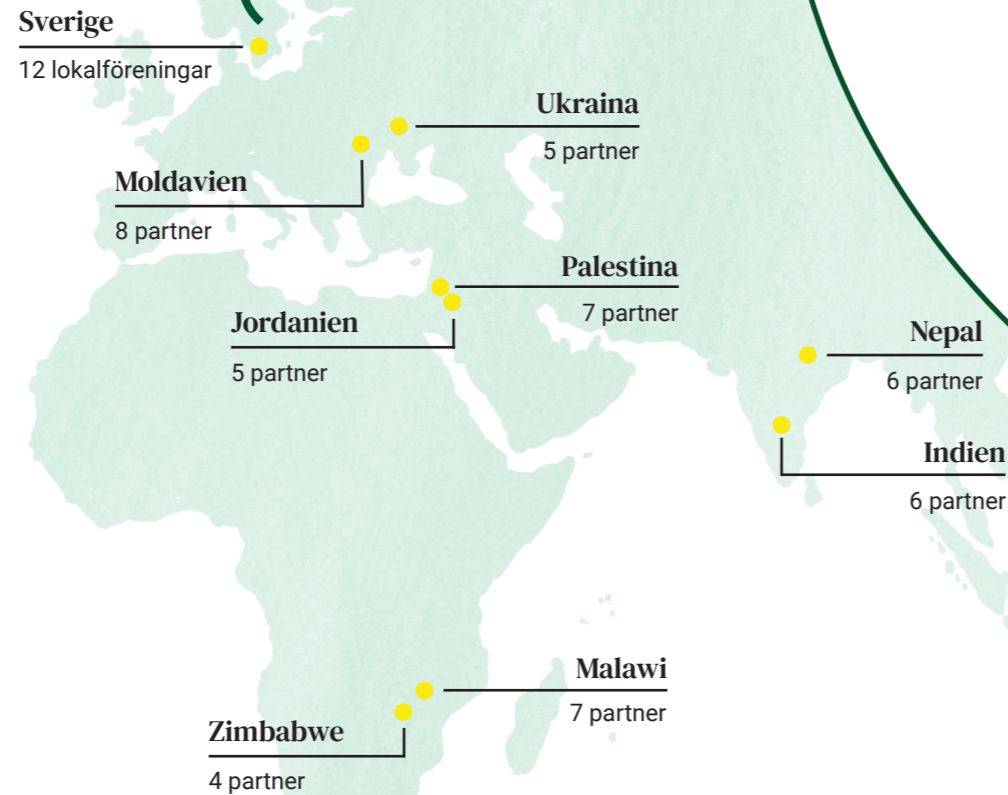 Sverige
12 lokalföreningar
Ukraina
5 partner
Moldavien
8 partner
Palestina
7 partner
Jordanien
5 partner
Nepal
6 partner
Indien
6 partner
Malawi
7 partner
Zimbabwe
4 partner